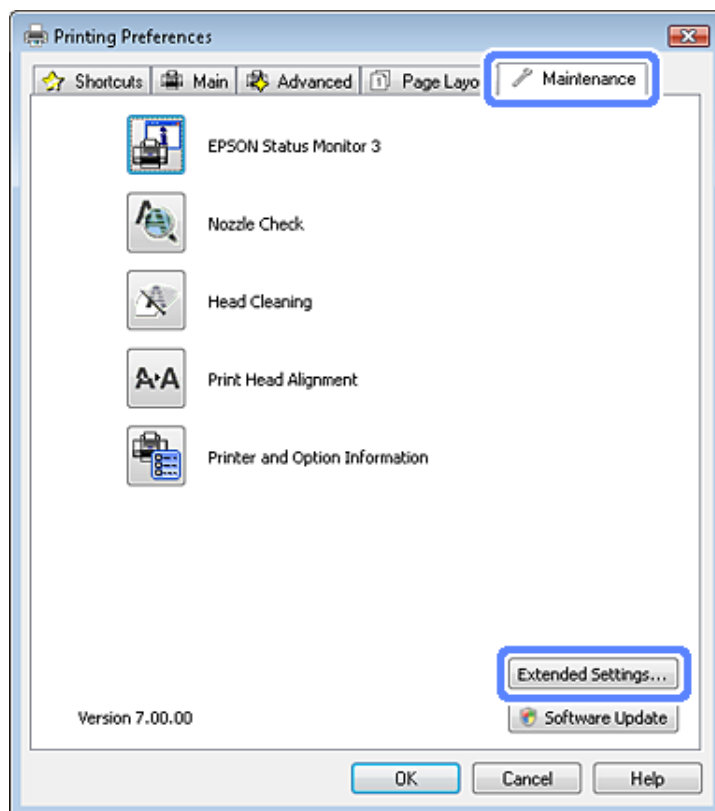 Printing Preferences
Shortcuts Main Advanced Page Layo Maintenance
EPSON Status Monitor 3
Nozzle Check
Head Cleaning
A A Print Head Alignment
Printer and Option Information
Extended Settings...
Version 7.00.00 Software Update
OK Cancel Help